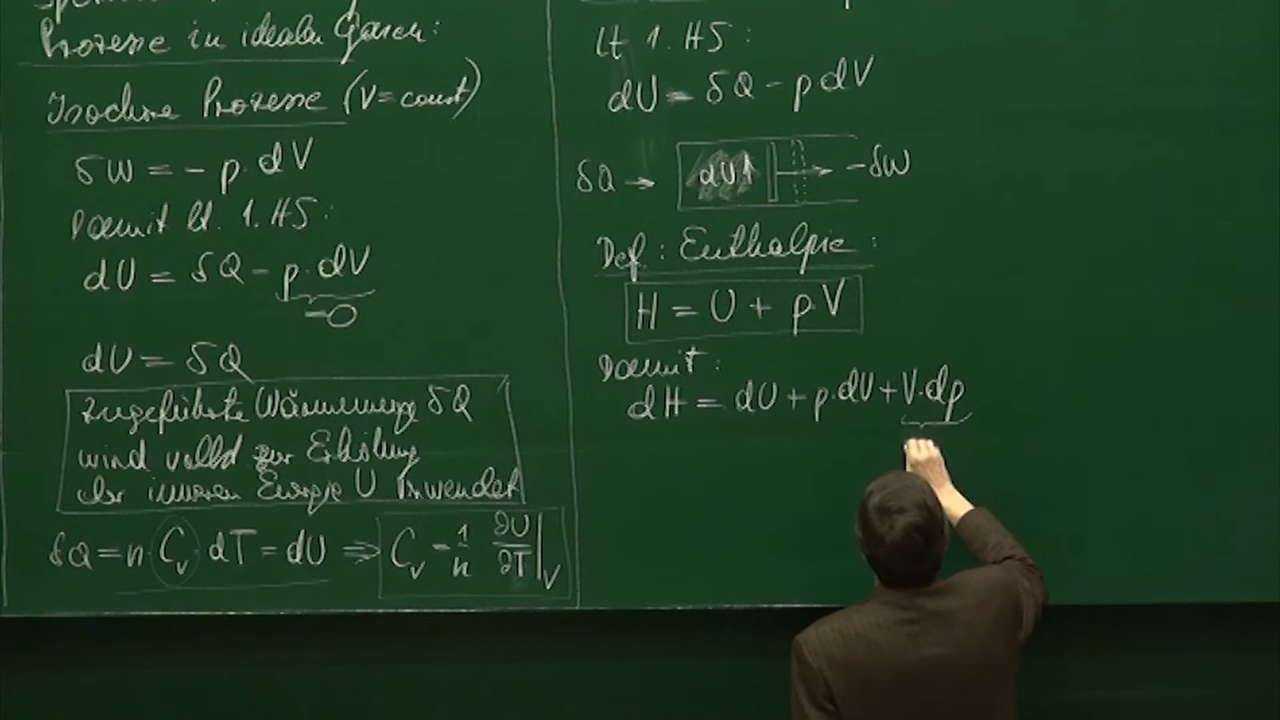 Prozesse in idealen Gasen:
Isochore Prozesse (V=const)
δW = - p · dV
Damit lt. 1. HS:
dU = δQ - p · dV
=0
dU = δQ
Zugeführte Wärmemenge δQ
wird vollst zur Erhöhung
der inneren Energie U verwendet
δQ = n · Cv · dT = dU ⇒ Cv = 1/n ∂U/∂T |V
lt 1. HS:
dU = δQ - p dV
δQ → dU↑ → -δW
Def.: Enthalpie:
H = U + p·V
Damit:
dH = dU + p·dV + V·dp